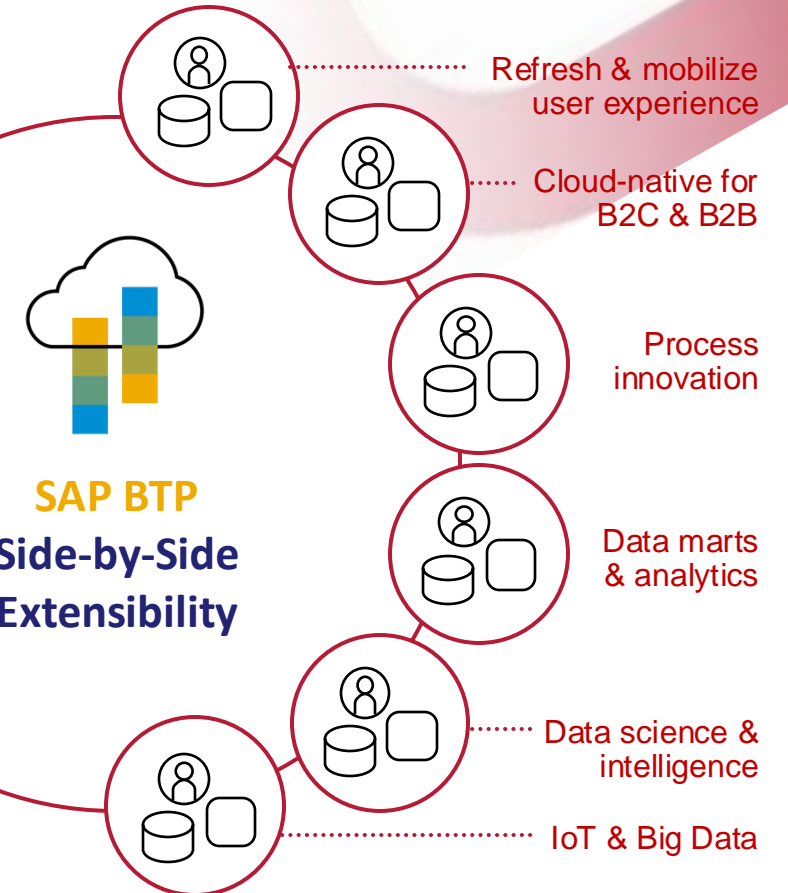 Refresh & mobilize
user experience
Cloud-native for
B2C & B2B
Process
innovation
SAP BTP
Side-by-Side
Extensibility
Data marts
& analytics
Data science &
intelligence
IoT & Big Data